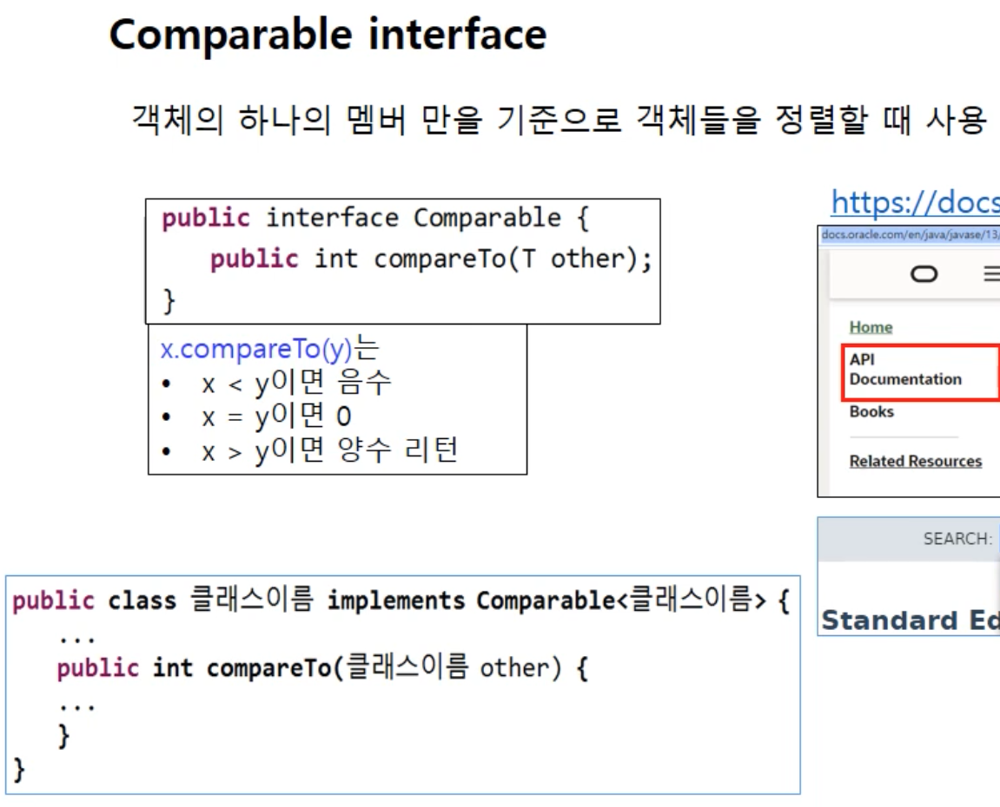 Comparable interface
객체의 하나의 멤버 만을 기준으로 객체들을 정렬할 때 사용
public interface Comparable {
public int compareTo(T other);
}
x.compareTo(y)는
• x < y이면 음수
• x = y이면 0
• x > y이면 양수 리턴
public class 클래스이름 implements Comparable<클래스이름> {
...
public int compareTo(클래스이름 other) {
...
}
}
https://docs
docs.oracle.com/en/java/javase/13/
Home
API
Documentation
Books
Related Resources
SEARCH:
Standard Ed